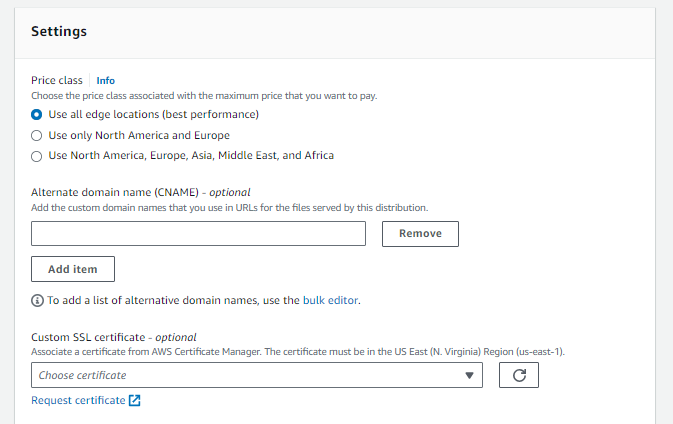 Settings
Price class Info
Choose the price class associated with the maximum price that you want to pay.
Use all edge locations (best performance)
Use only North America and Europe
Use North America, Europe, Asia, Middle East, and Africa
Alternate domain name (CNAME) - optional
Add the custom domain names that you use in URLs for the files served by this distribution.
Remove
Add item
To add a list of alternative domain names, use the bulk editor.
Custom SSL certificate - optional
Associate a certificate from AWS Certificate Manager. The certificate must be in the US East (N. Virginia) Region (us-east-1).
Choose certificate
Request certificate